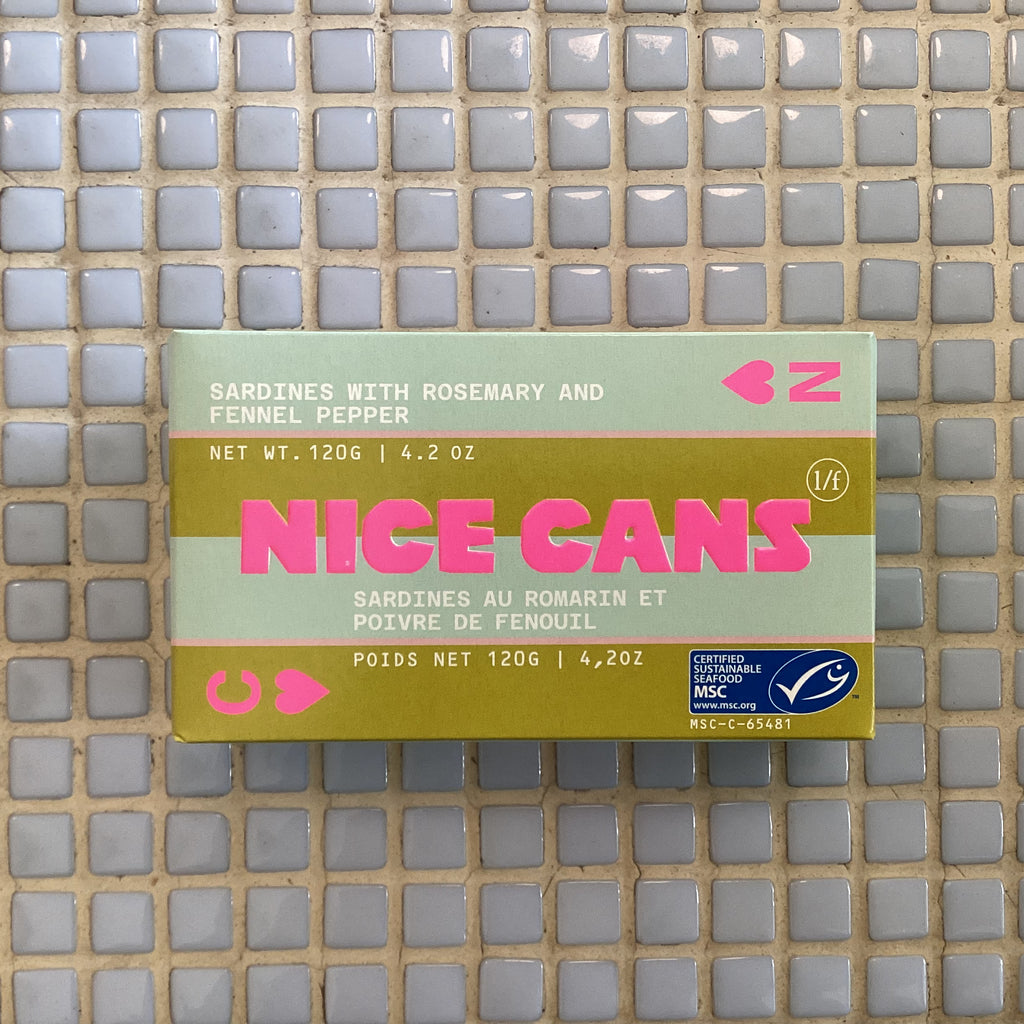 SARDINES WITH ROSEMARY AND
FENNEL PEPPER
N
NET WT. 120G | 4.2 OZ
1/f
NICE CANS
SARDINES AU ROMARIN ET
POIVRE DE FENOUIL
POIDS NET 120G | 4,2OZ
C
CERTIFIED
SUSTAINABLE
SEAFOOD
MSC
www.msc.org
TM
MSC-C-65481